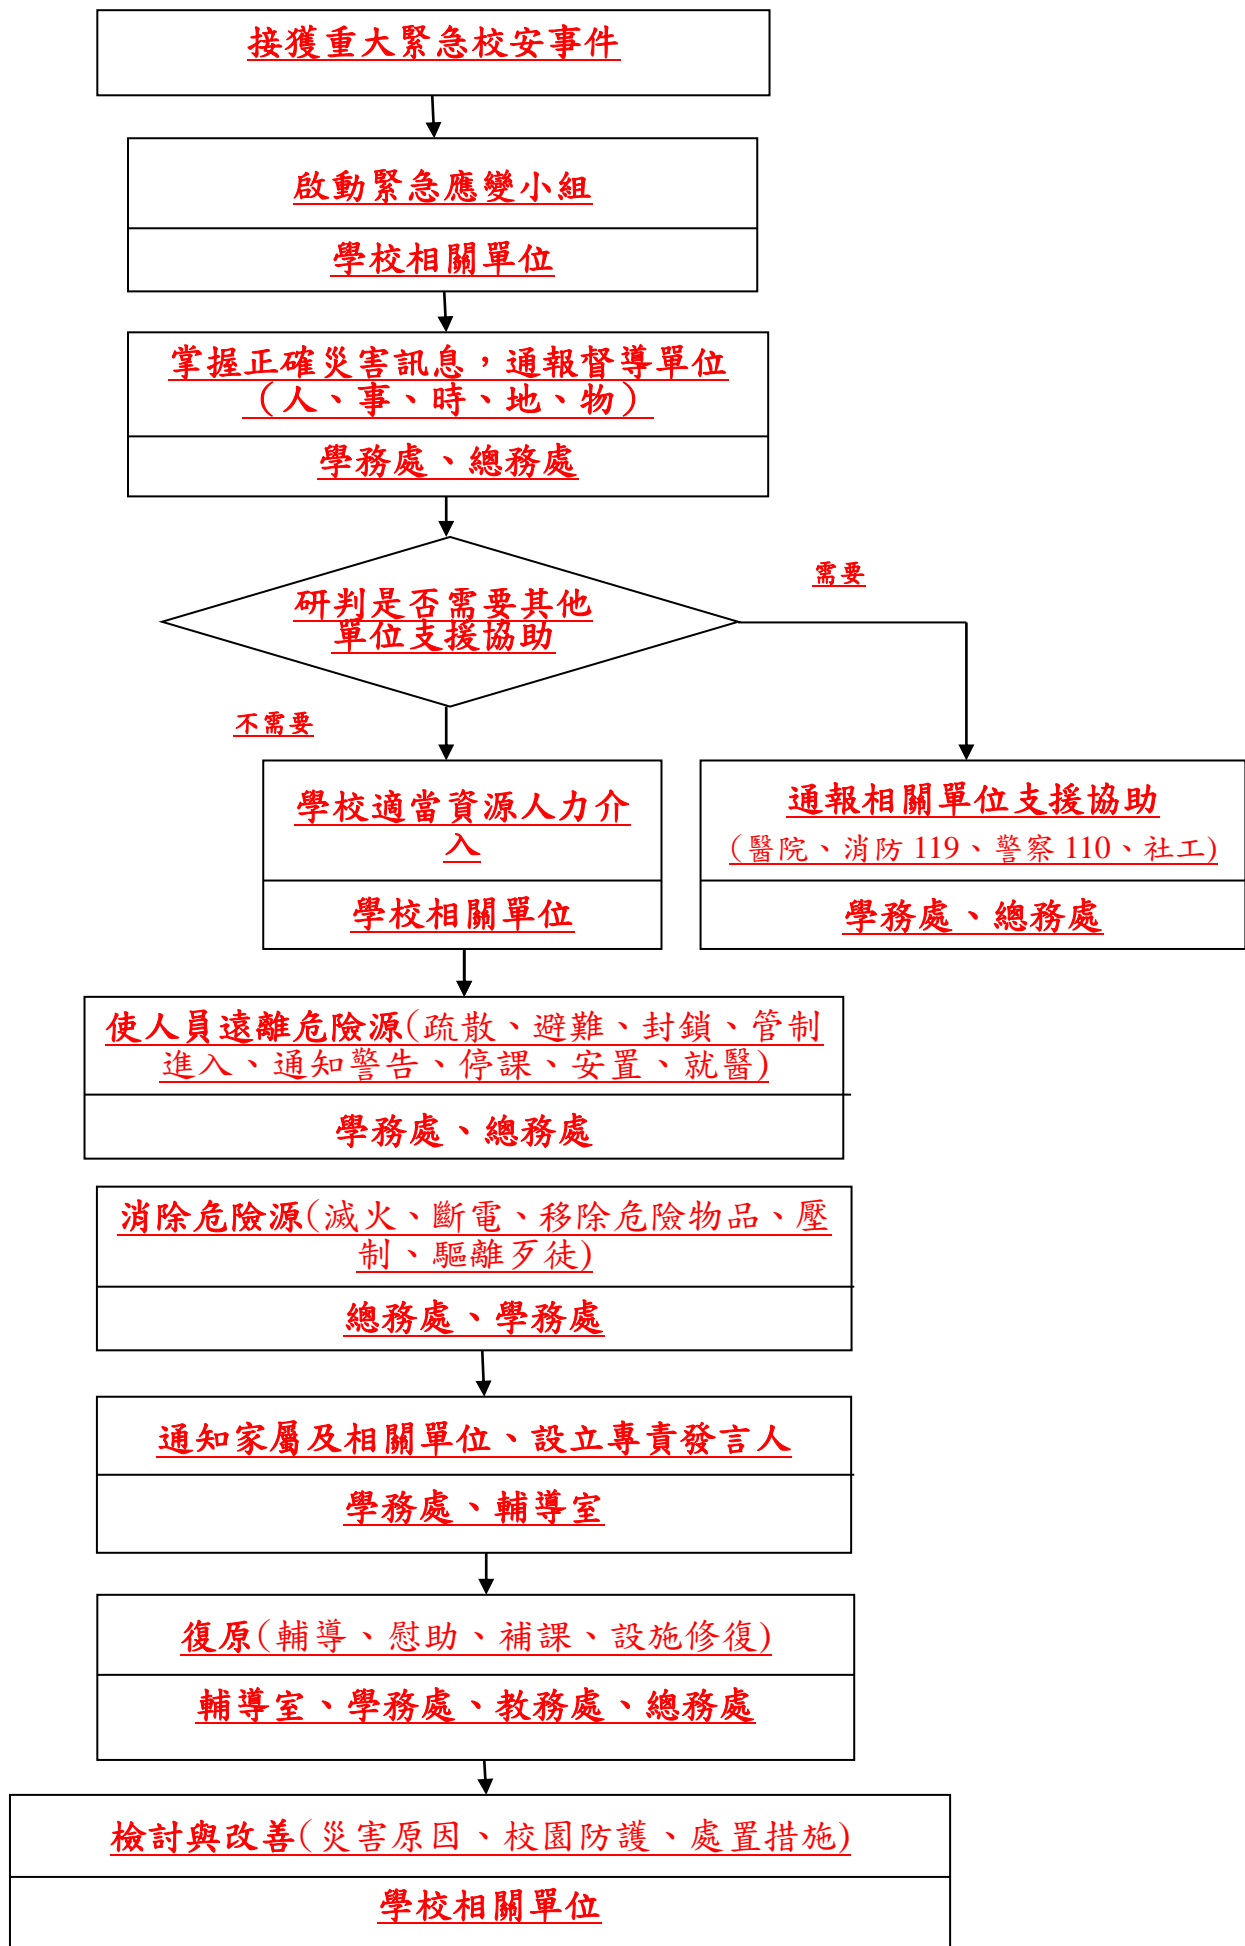 接獲重大緊急校安事件
啟動緊急應變小組
學校相關單位
掌握正確災害訊息，通報督導單位
（人、事、時、地、物）
學務處、總務處
研判是否需要其他
單位支援協助
需要
不需要
學校適當資源人力介
入
學校相關單位
通報相關單位支援協助
(醫院、消防 119、警察 110、社工)
學務處、總務處
使人員遠離危險源(疏散、避難、封鎖、管制
進入、通知警告、停課、安置、就醫)
學務處、總務處
消除危險源(滅火、斷電、移除危險物品、壓
制、驅離歹徒)
總務處、學務處
通知家屬及相關單位、設立專責發言人
學務處、輔導室
復原(輔導、慰助、補課、設施修復)
輔導室、學務處、教務處、總務處
檢討與改善(災害原因、校園防護、處置措施)
學校相關單位